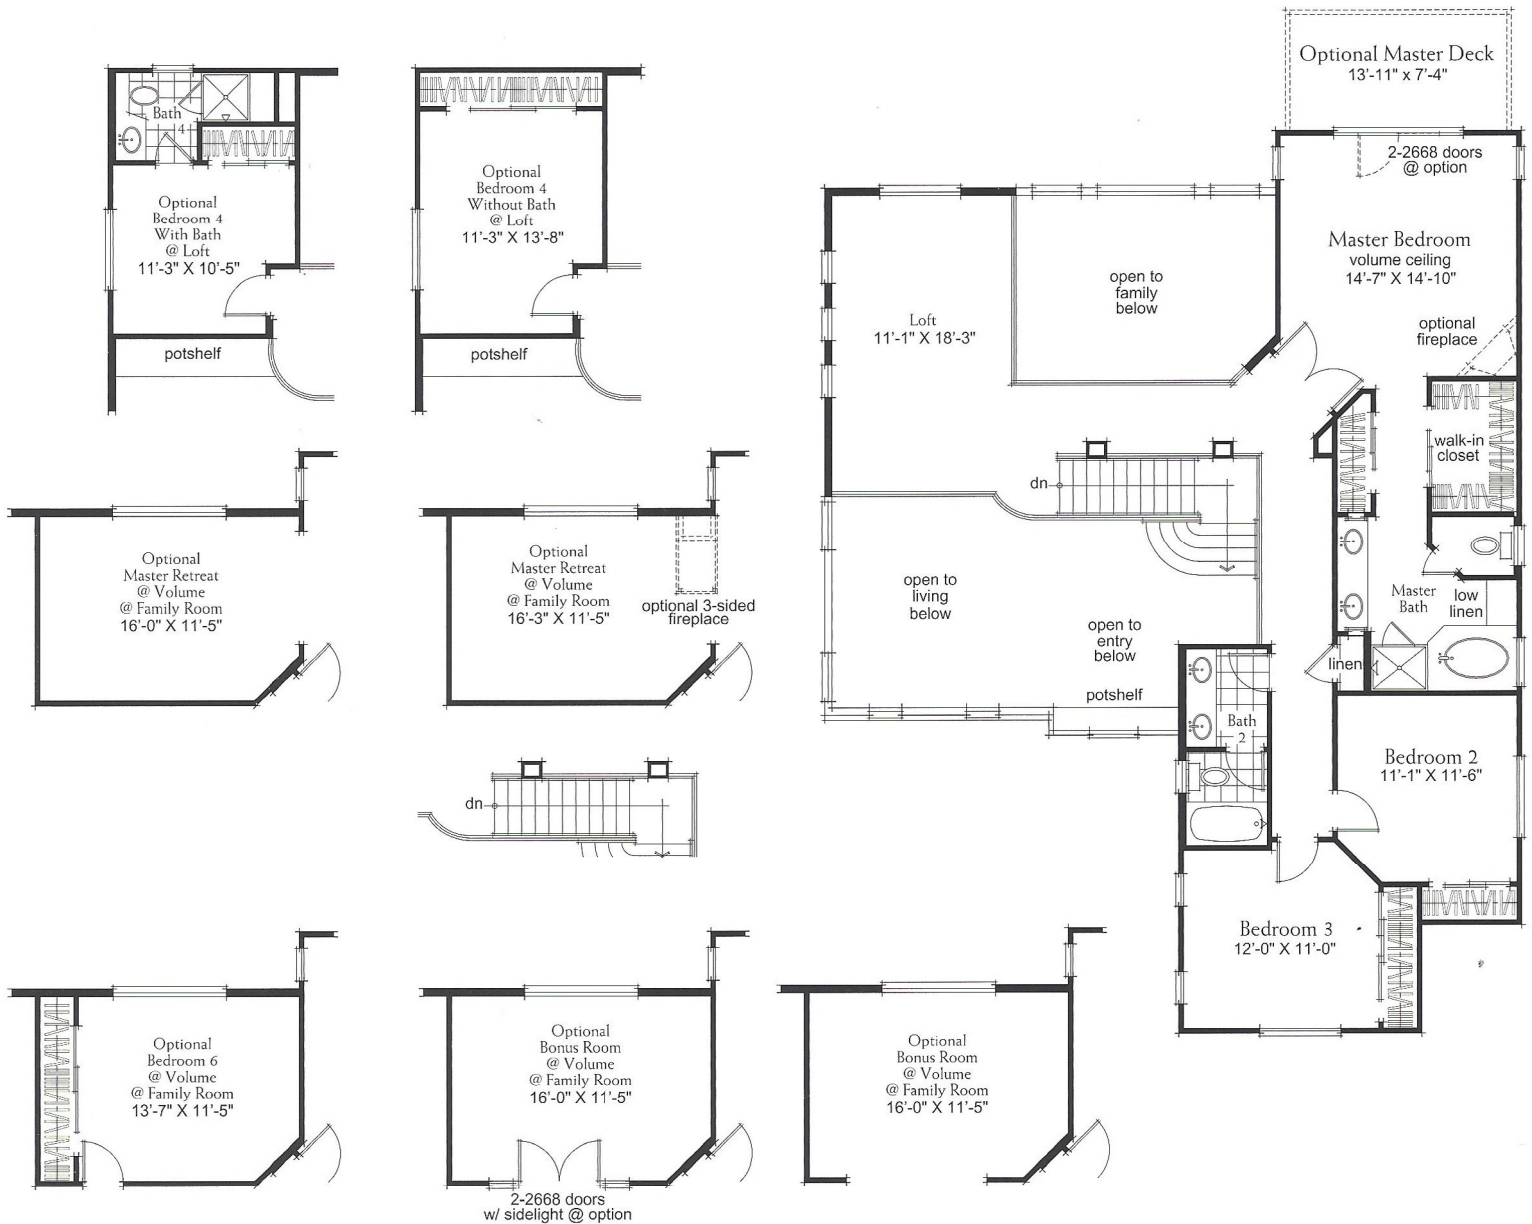 Bath
4
Optional
Bedroom 4
With Bath
@ Loft
11'-3" X 10'-5"
potshelf
Optional
Bedroom 4
Without Bath
@ Loft
11'-3" X 13'-8"
potshelf
Optional Master Deck
13'-11" x 7'-4"
2-2668 doors
@ option
Master Bedroom
volume ceiling
14'-7" X 14'-10"
optional
fireplace
open to
family
below
Loft
11'-1" X 18'-3"
walk-in
closet
dn
Master
Bath
low
linen
linen
open to
living
below
open to
entry
below
potshelf
Bath
2
Bedroom 2
11'-1" X 11'-6"
Bedroom 3
12'-0" X 11'-0"
Optional
Master Retreat
@ Volume
@ Family Room
16'-0" X 11'-5"
Optional
Master Retreat
@ Volume
@ Family Room
16'-3" X 11'-5"
optional 3-sided
fireplace
dn
Optional
Bedroom 6
@ Volume
@ Family Room
13'-7" X 11'-5"
Optional
Bonus Room
@ Volume
@ Family Room
16'-0" X 11'-5"
2-2668 doors
w/ sidelight @ option
Optional
Bonus Room
@ Volume
@ Family Room
16'-0" X 11'-5"